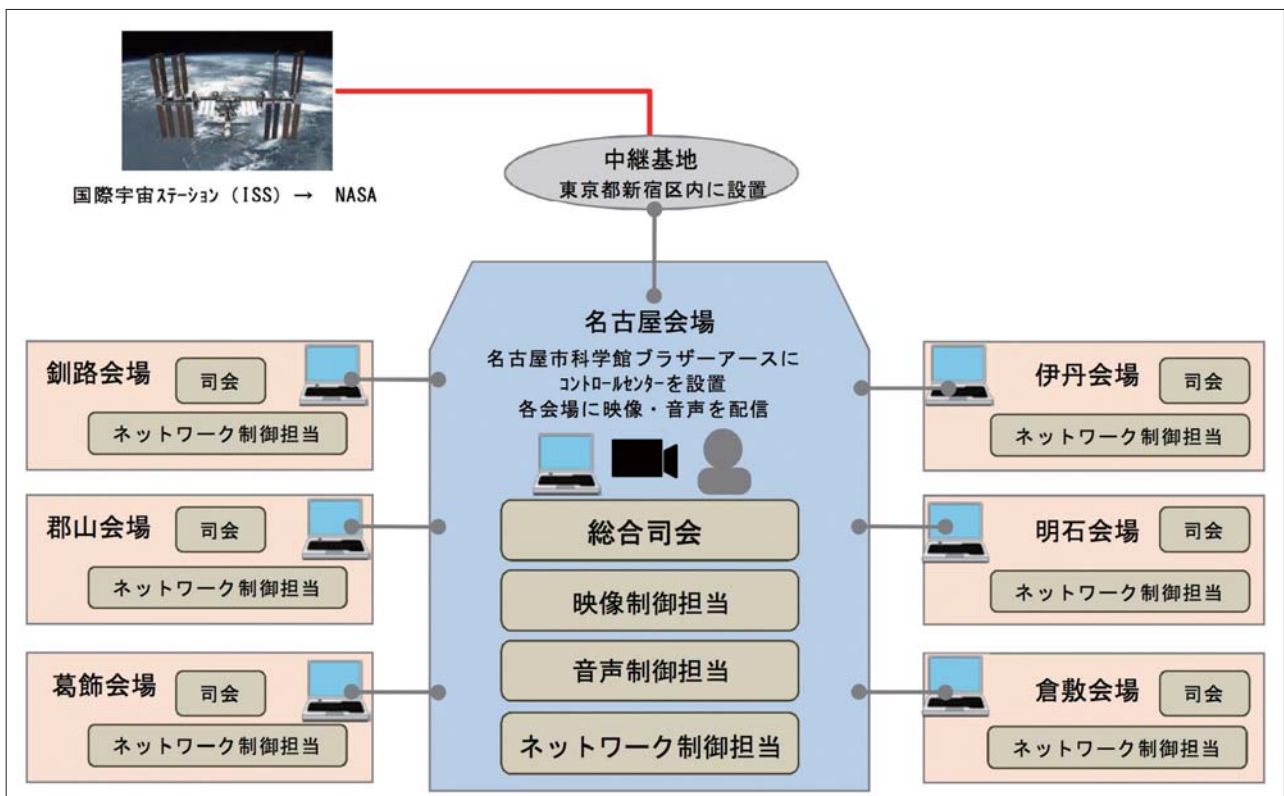 国際宇宙ｽﾃｰｼｮﾝ（ISS）→ NASA
中継基地
東京都新宿区内に設置
名古屋会場
名古屋市科学館ブラザーアースに
ｺﾝﾄﾛｰﾙｾﾝﾀｰを設置
各会場に映像・音声を配信
総合司会
映像制御担当
音声制御担当
ネットワーク制御担当
釧路会場
司会
ネットワーク制御担当
郡山会場
司会
ネットワーク制御担当
葛飾会場
司会
ネットワーク制御担当
伊丹会場
司会
ネットワーク制御担当
明石会場
司会
ネットワーク制御担当
倉敷会場
司会
ネットワーク制御担当